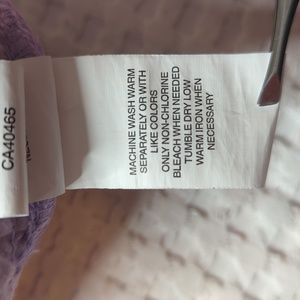 CA40465
MACHINE WASH WARM
SEPARATELY OR WITH
LIKE COLORS
ONLY NON-CHLORINE
BLEACH WHEN NEEDED
TUMBLE DRY LOW
WARM IRON WHEN
NECESSARY